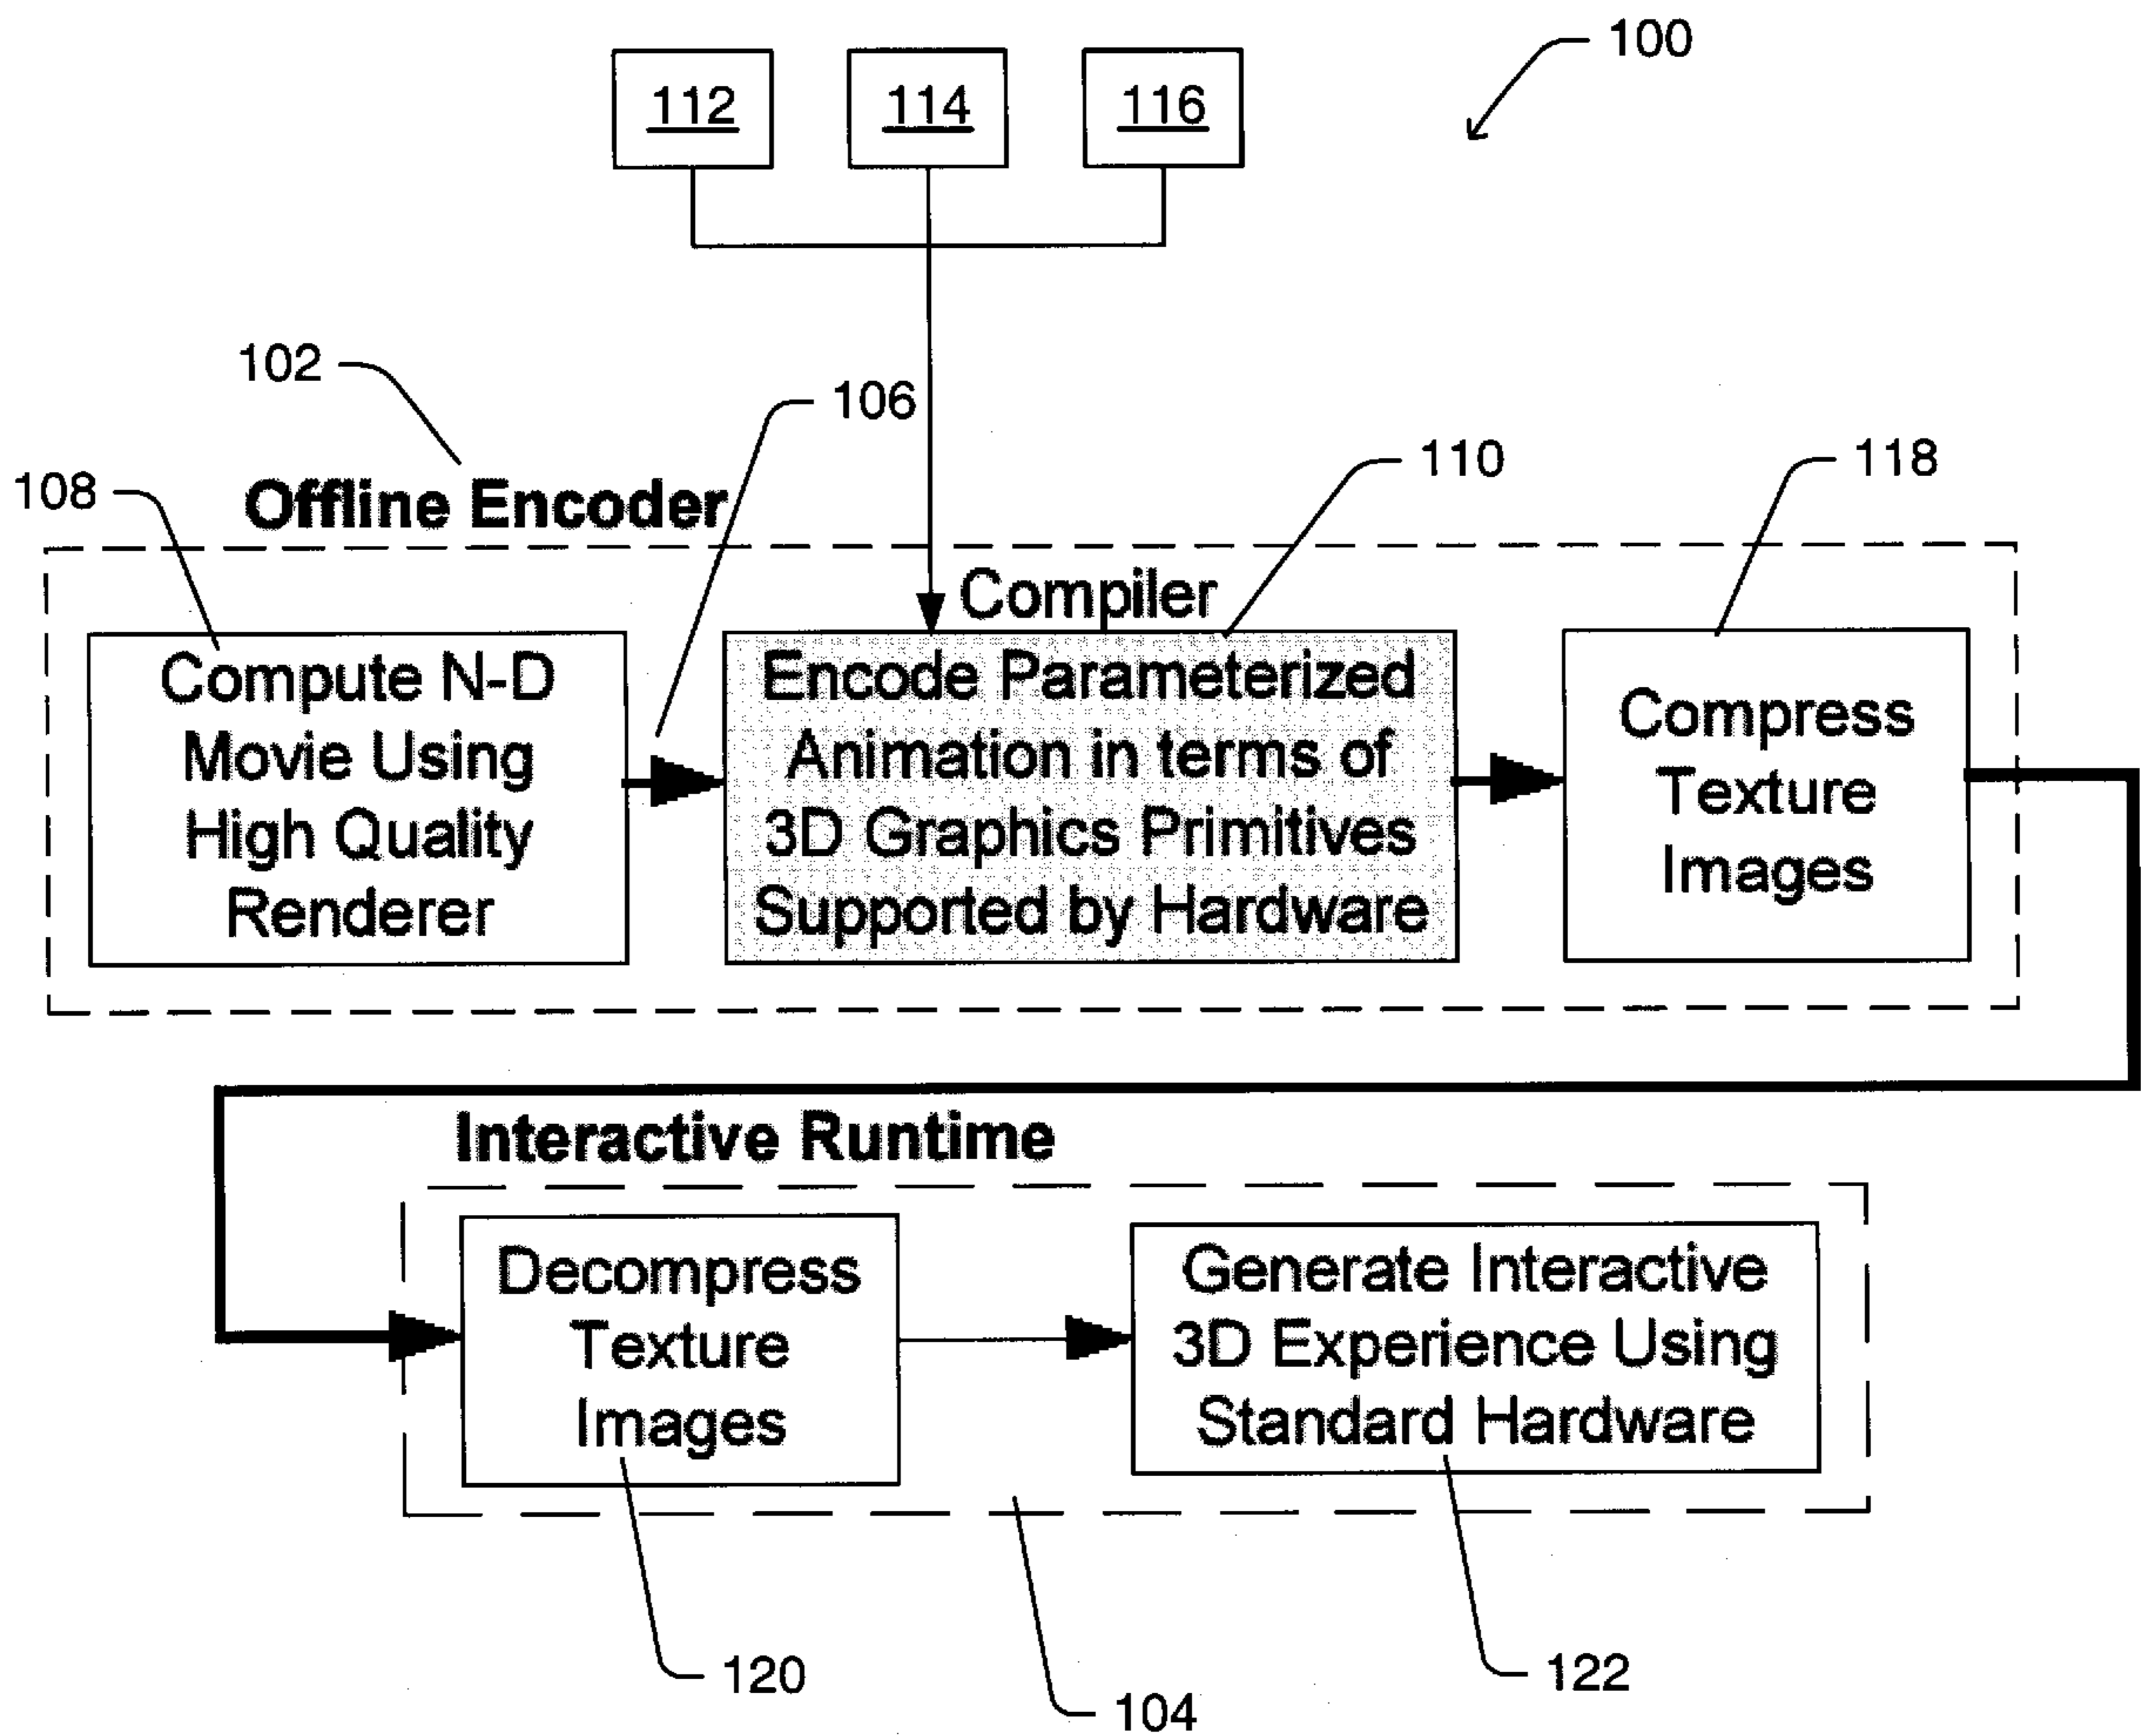 100
112
114
116
102
106
110
118
108
Offline Encoder
Compiler
Compute N-D
Movie Using
High Quality
Renderer
Encode Parameterized
Animation in terms of
3D Graphics Primitives
Supported by Hardware
Compress
Texture
Images
Interactive Runtime
Decompress
Texture
Images
Generate Interactive
3D Experience Using
Standard Hardware
120
104
122